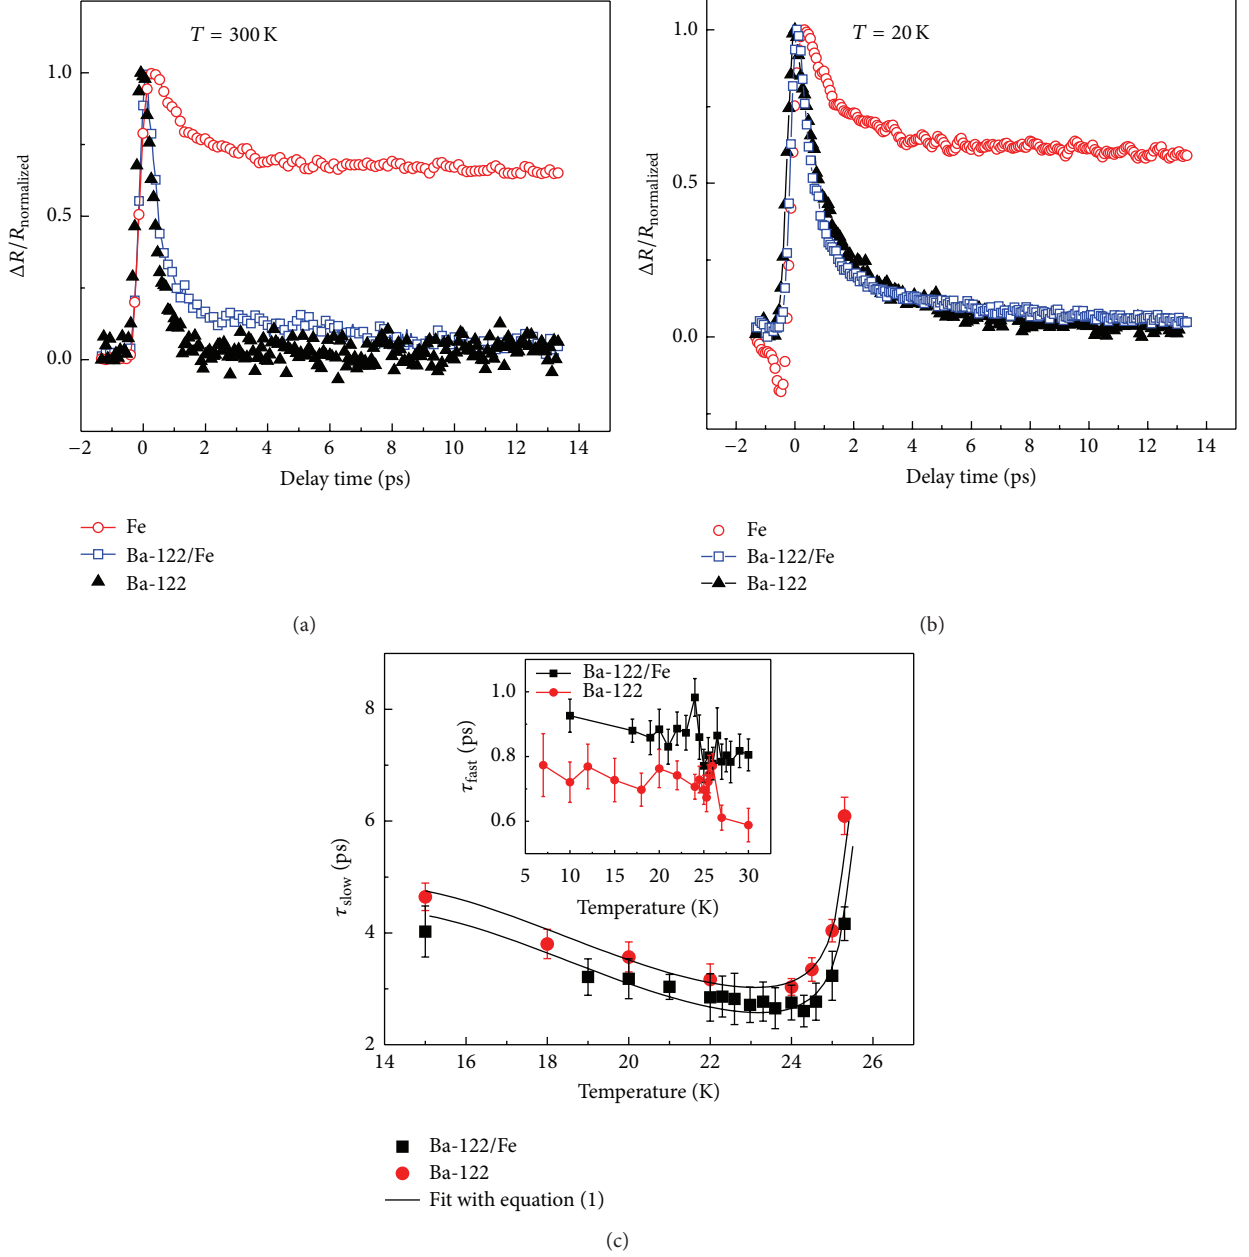 T = 300 K
1.0
0.5
0.0
ΔR/R_normalized
−2 0 2 4 6 8 10 12 14
Delay time (ps)
Fe
Ba-122/Fe
Ba-122
(a)
T = 20 K
1.0
0.5
0.0
ΔR/R_normalized
−2 0 2 4 6 8 10 12 14
Delay time (ps)
Fe
Ba-122/Fe
Ba-122
(b)
8
6
4
2
τ_slow (ps)
Ba-122/Fe
Ba-122
1.0
0.8
0.6
τ_fast (ps)
5 10 15 20 25 30
Temperature (K)
14 16 18 20 22 24 26
Temperature (K)
Ba-122/Fe
Ba-122
Fit with equation (1)
(c)